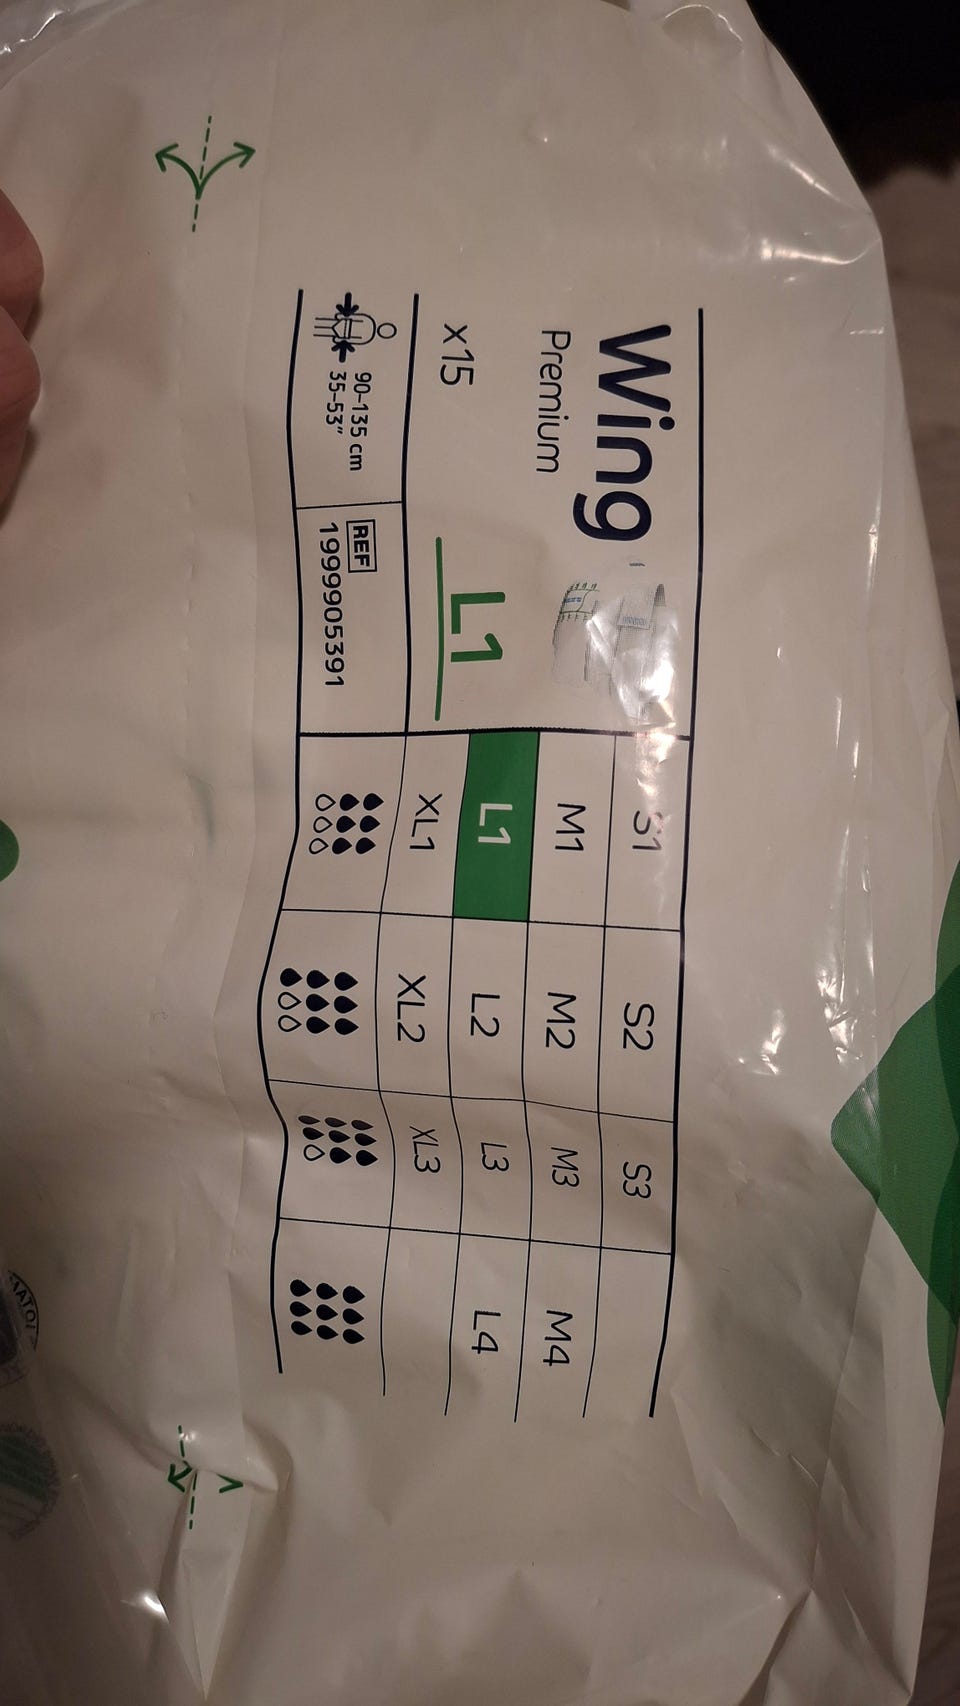 Wing
Premium
x15
L1
90-135 cm
35-53"
REF
1999905391
S1 S2 S3
M1 M2 M3 M4
L1 L2 L3 L4
XL1 XL2 XL3